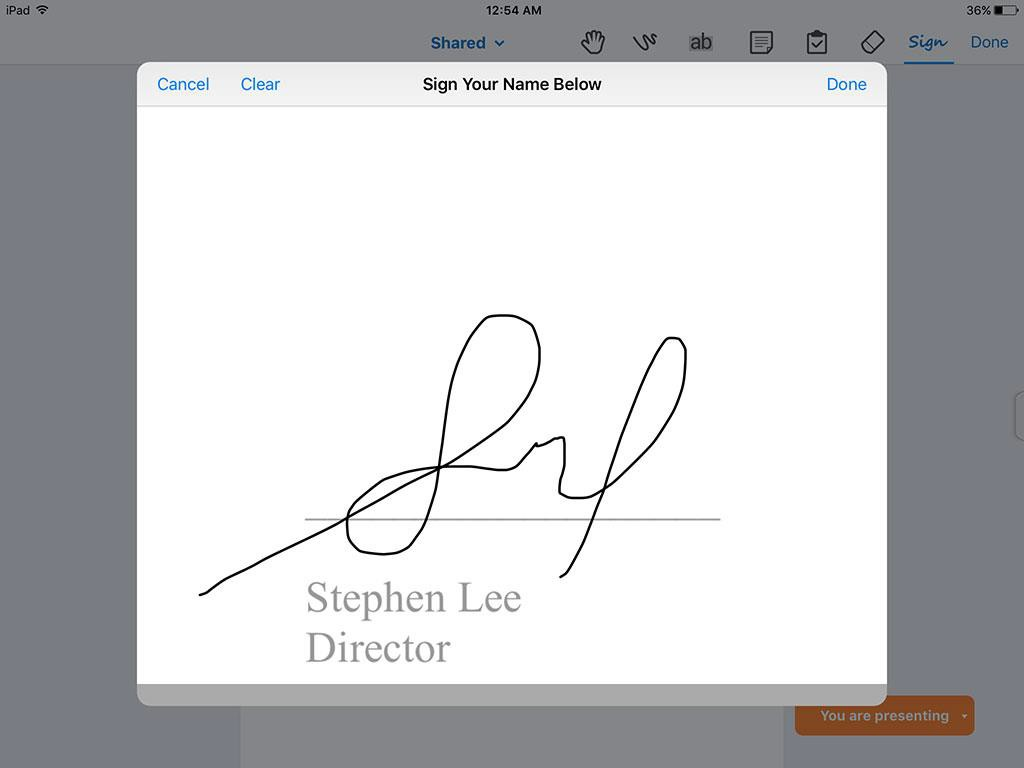 iPad 12:54 AM 36%
Shared ab Sign Done
Cancel Clear Sign Your Name Below Done
Stephen Lee
Director
You are presenting